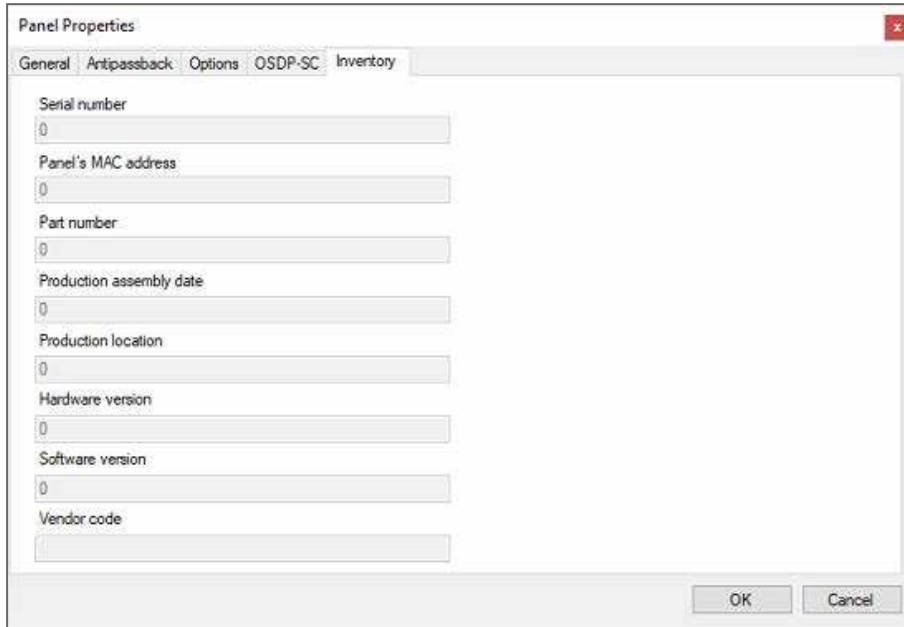 Panel Properties
x
General Antipassback Options OSDP-SC Inventory
Serial number
0
Panel's MAC address
0
Part number
0
Production assembly date
0
Production location
0
Hardware version
0
Software version
0
Vendor code
OK Cancel